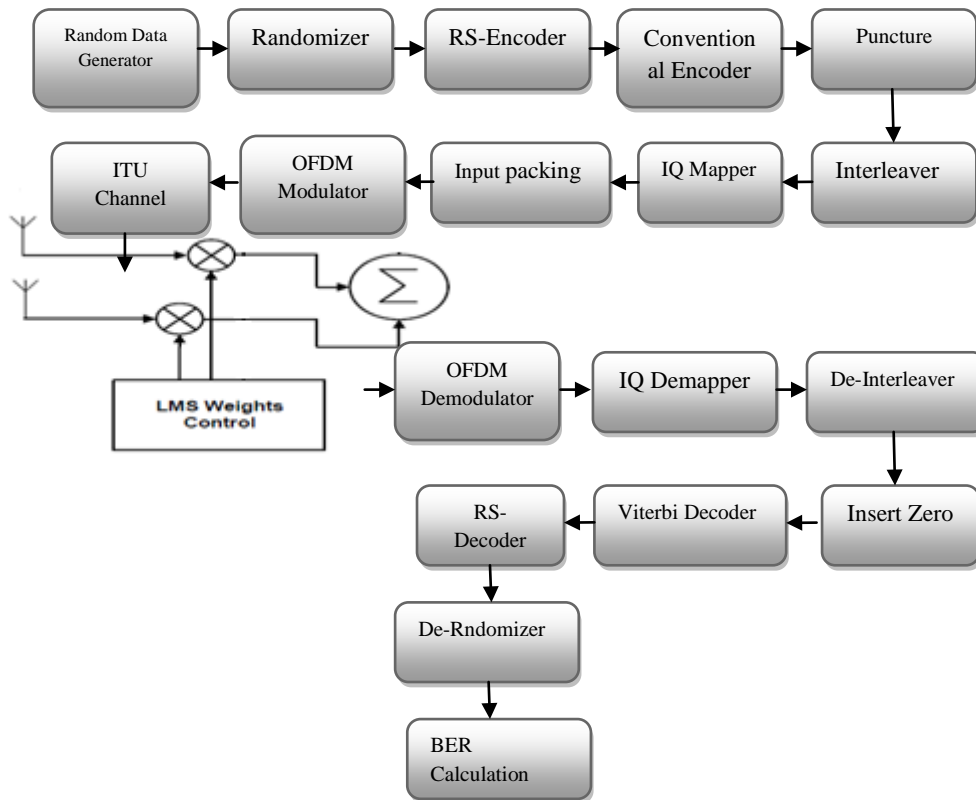 Random Data
Generator
Randomizer
RS-Encoder
Convention
al Encoder
Puncture
ITU
Channel
OFDM
Modulator
Input packing
IQ Mapper
Interleaver
Σ
LMS Weights
Control
OFDM
Demodulator
IQ Demapper
De-Interleaver
RS-
Decoder
Viterbi Decoder
Insert Zero
De-Rndomizer
BER
Calculation